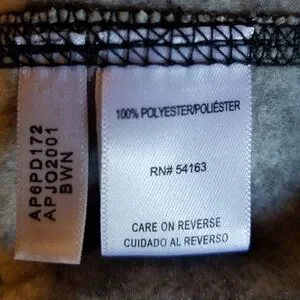 AP6PD172
APJO2001
BWN
100% POLYESTER/POLIÉSTER
RN# 54163
CARE ON REVERSE
CUIDADO AL REVERSO